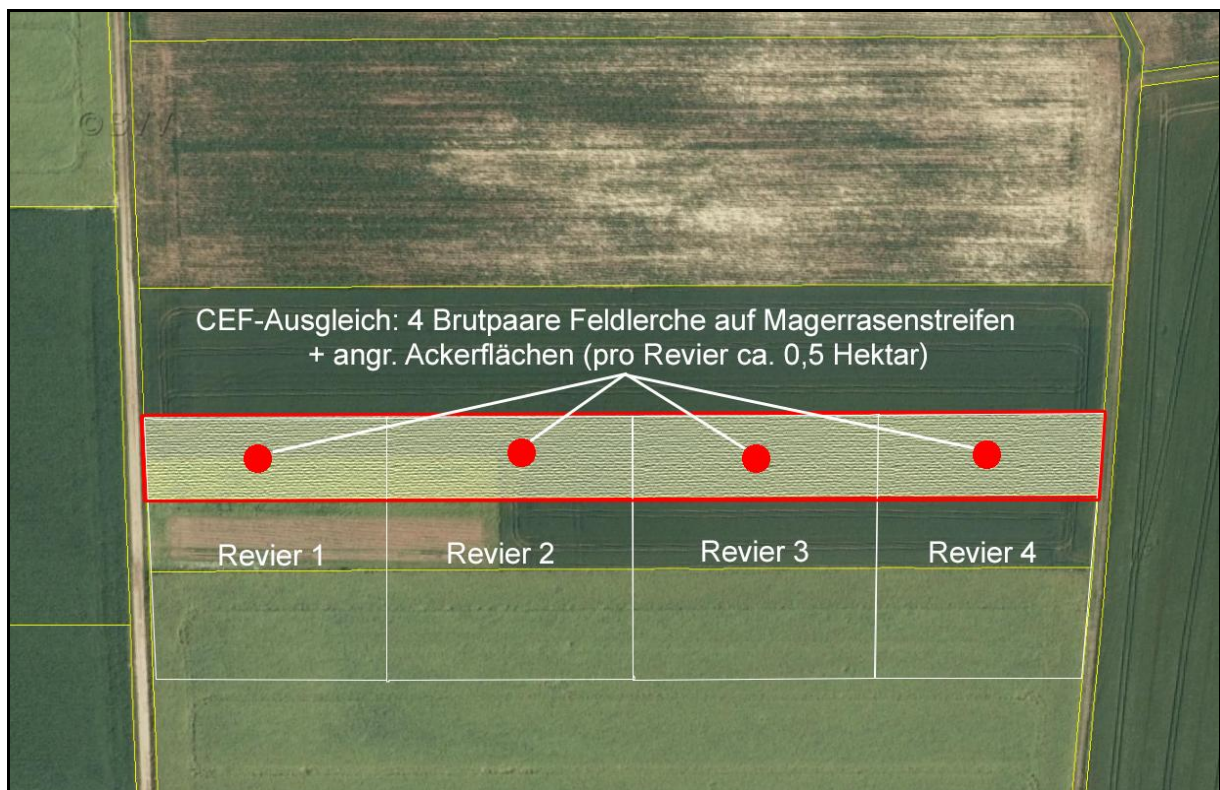 CEF-Ausgleich: 4 Brutpaare Feldlerche auf Magerrasenstreifen
+ angr. Ackerflächen (pro Revier ca. 0,5 Hektar)
Revier 1
Revier 2
Revier 3
Revier 4